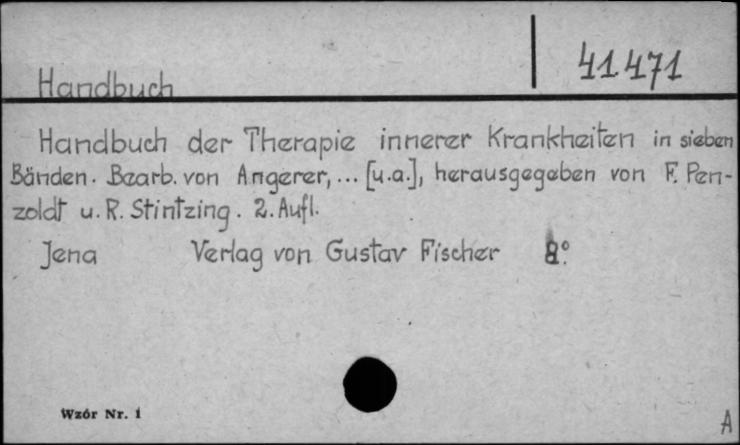 41471
Handbuch
Handbuch der Therapie innerer Krankheiten in sieben
Bänden. Bearb. von Angerer, ... [u.a.], herausgegeben von F. Pen-
zoldt u. R. Stintzing. 2. Aufl.
Jena Verlag von Gustav Fischer 8°.
Wzór Nr. 1
A